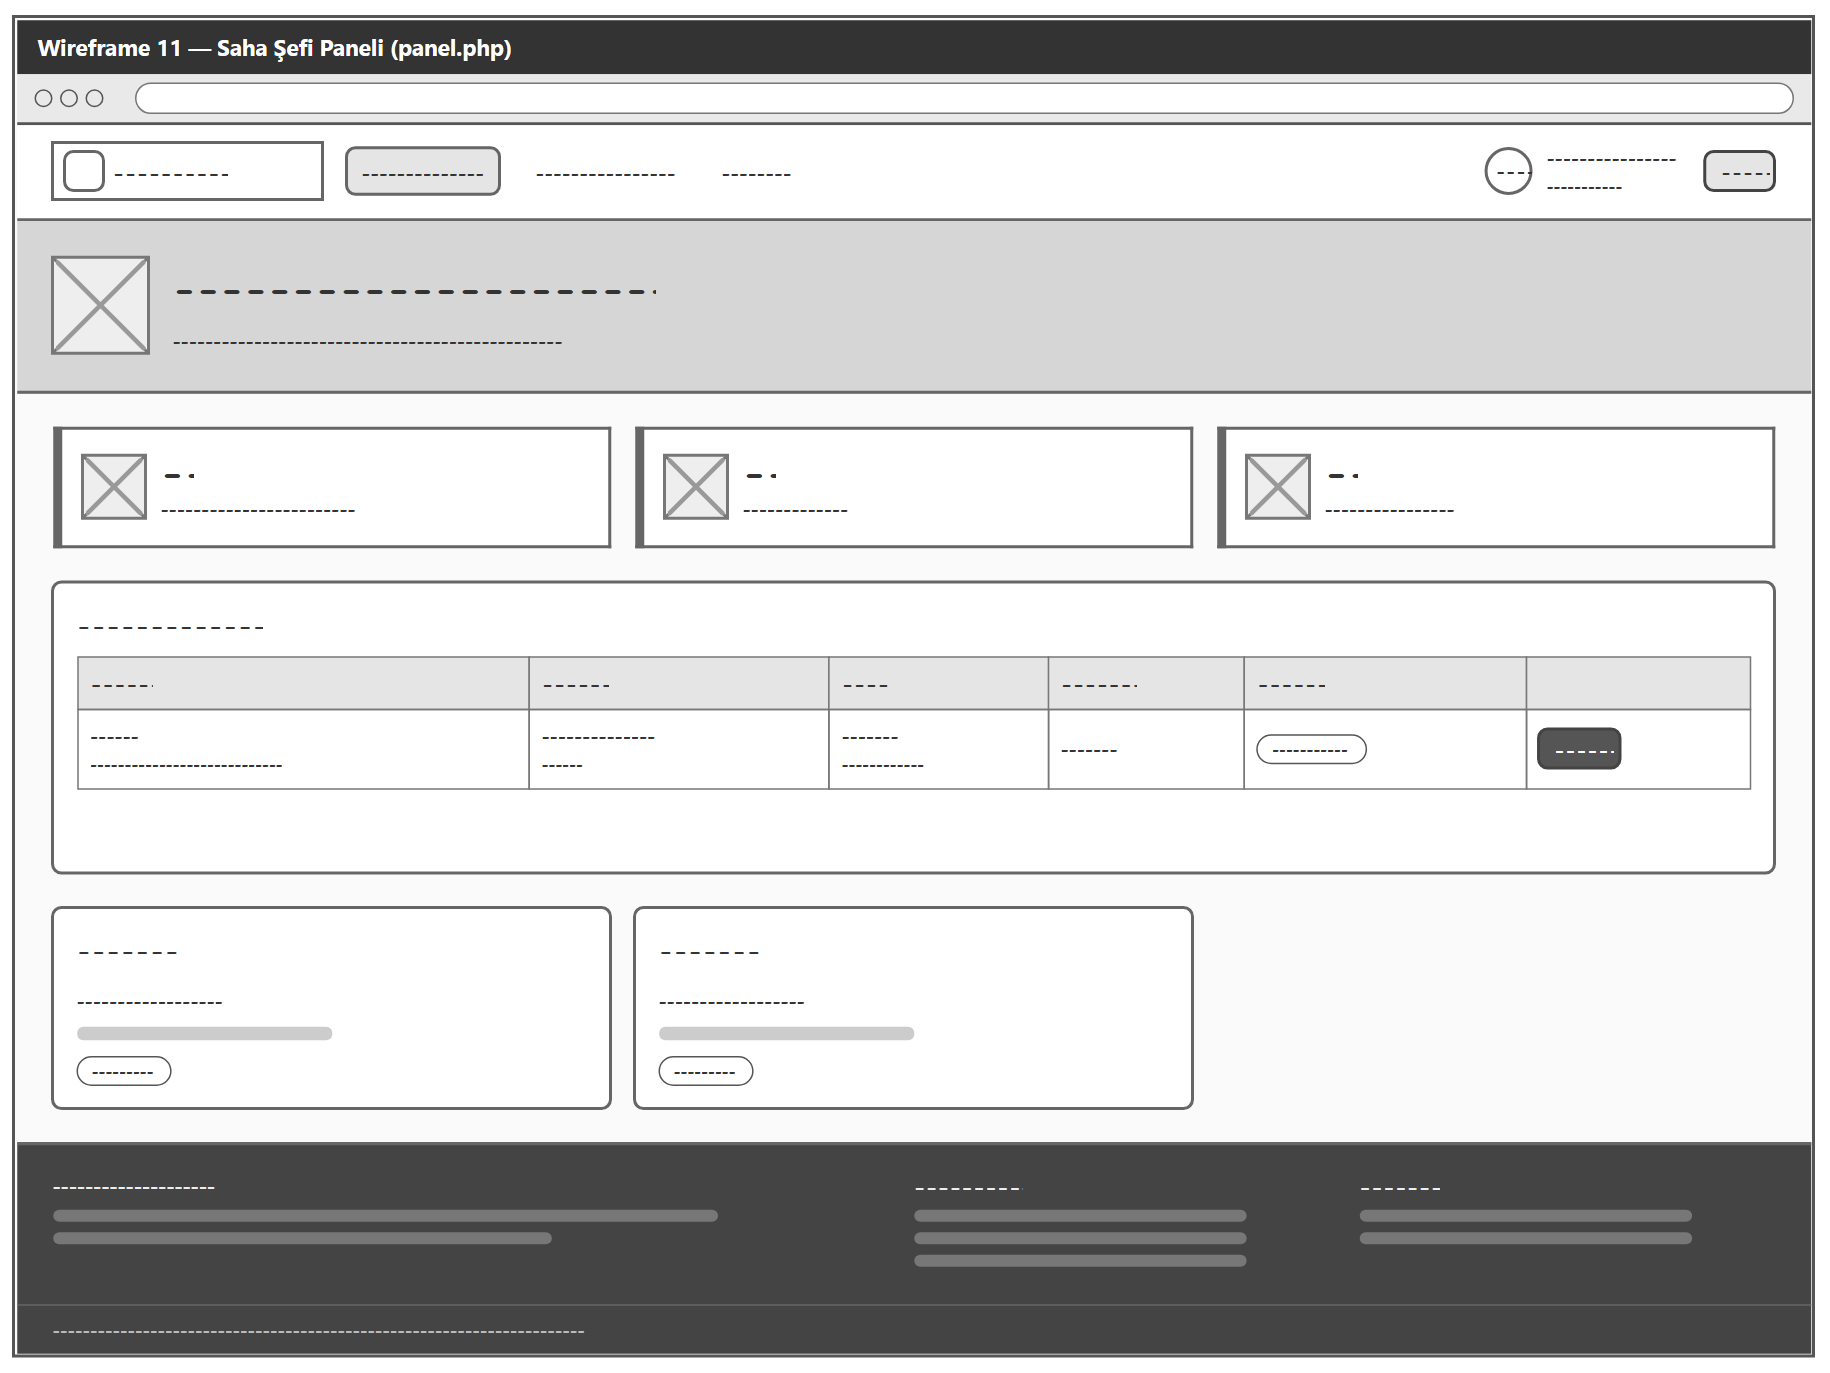 Wireframe 11 — Saha Şefi Paneli (panel.php)